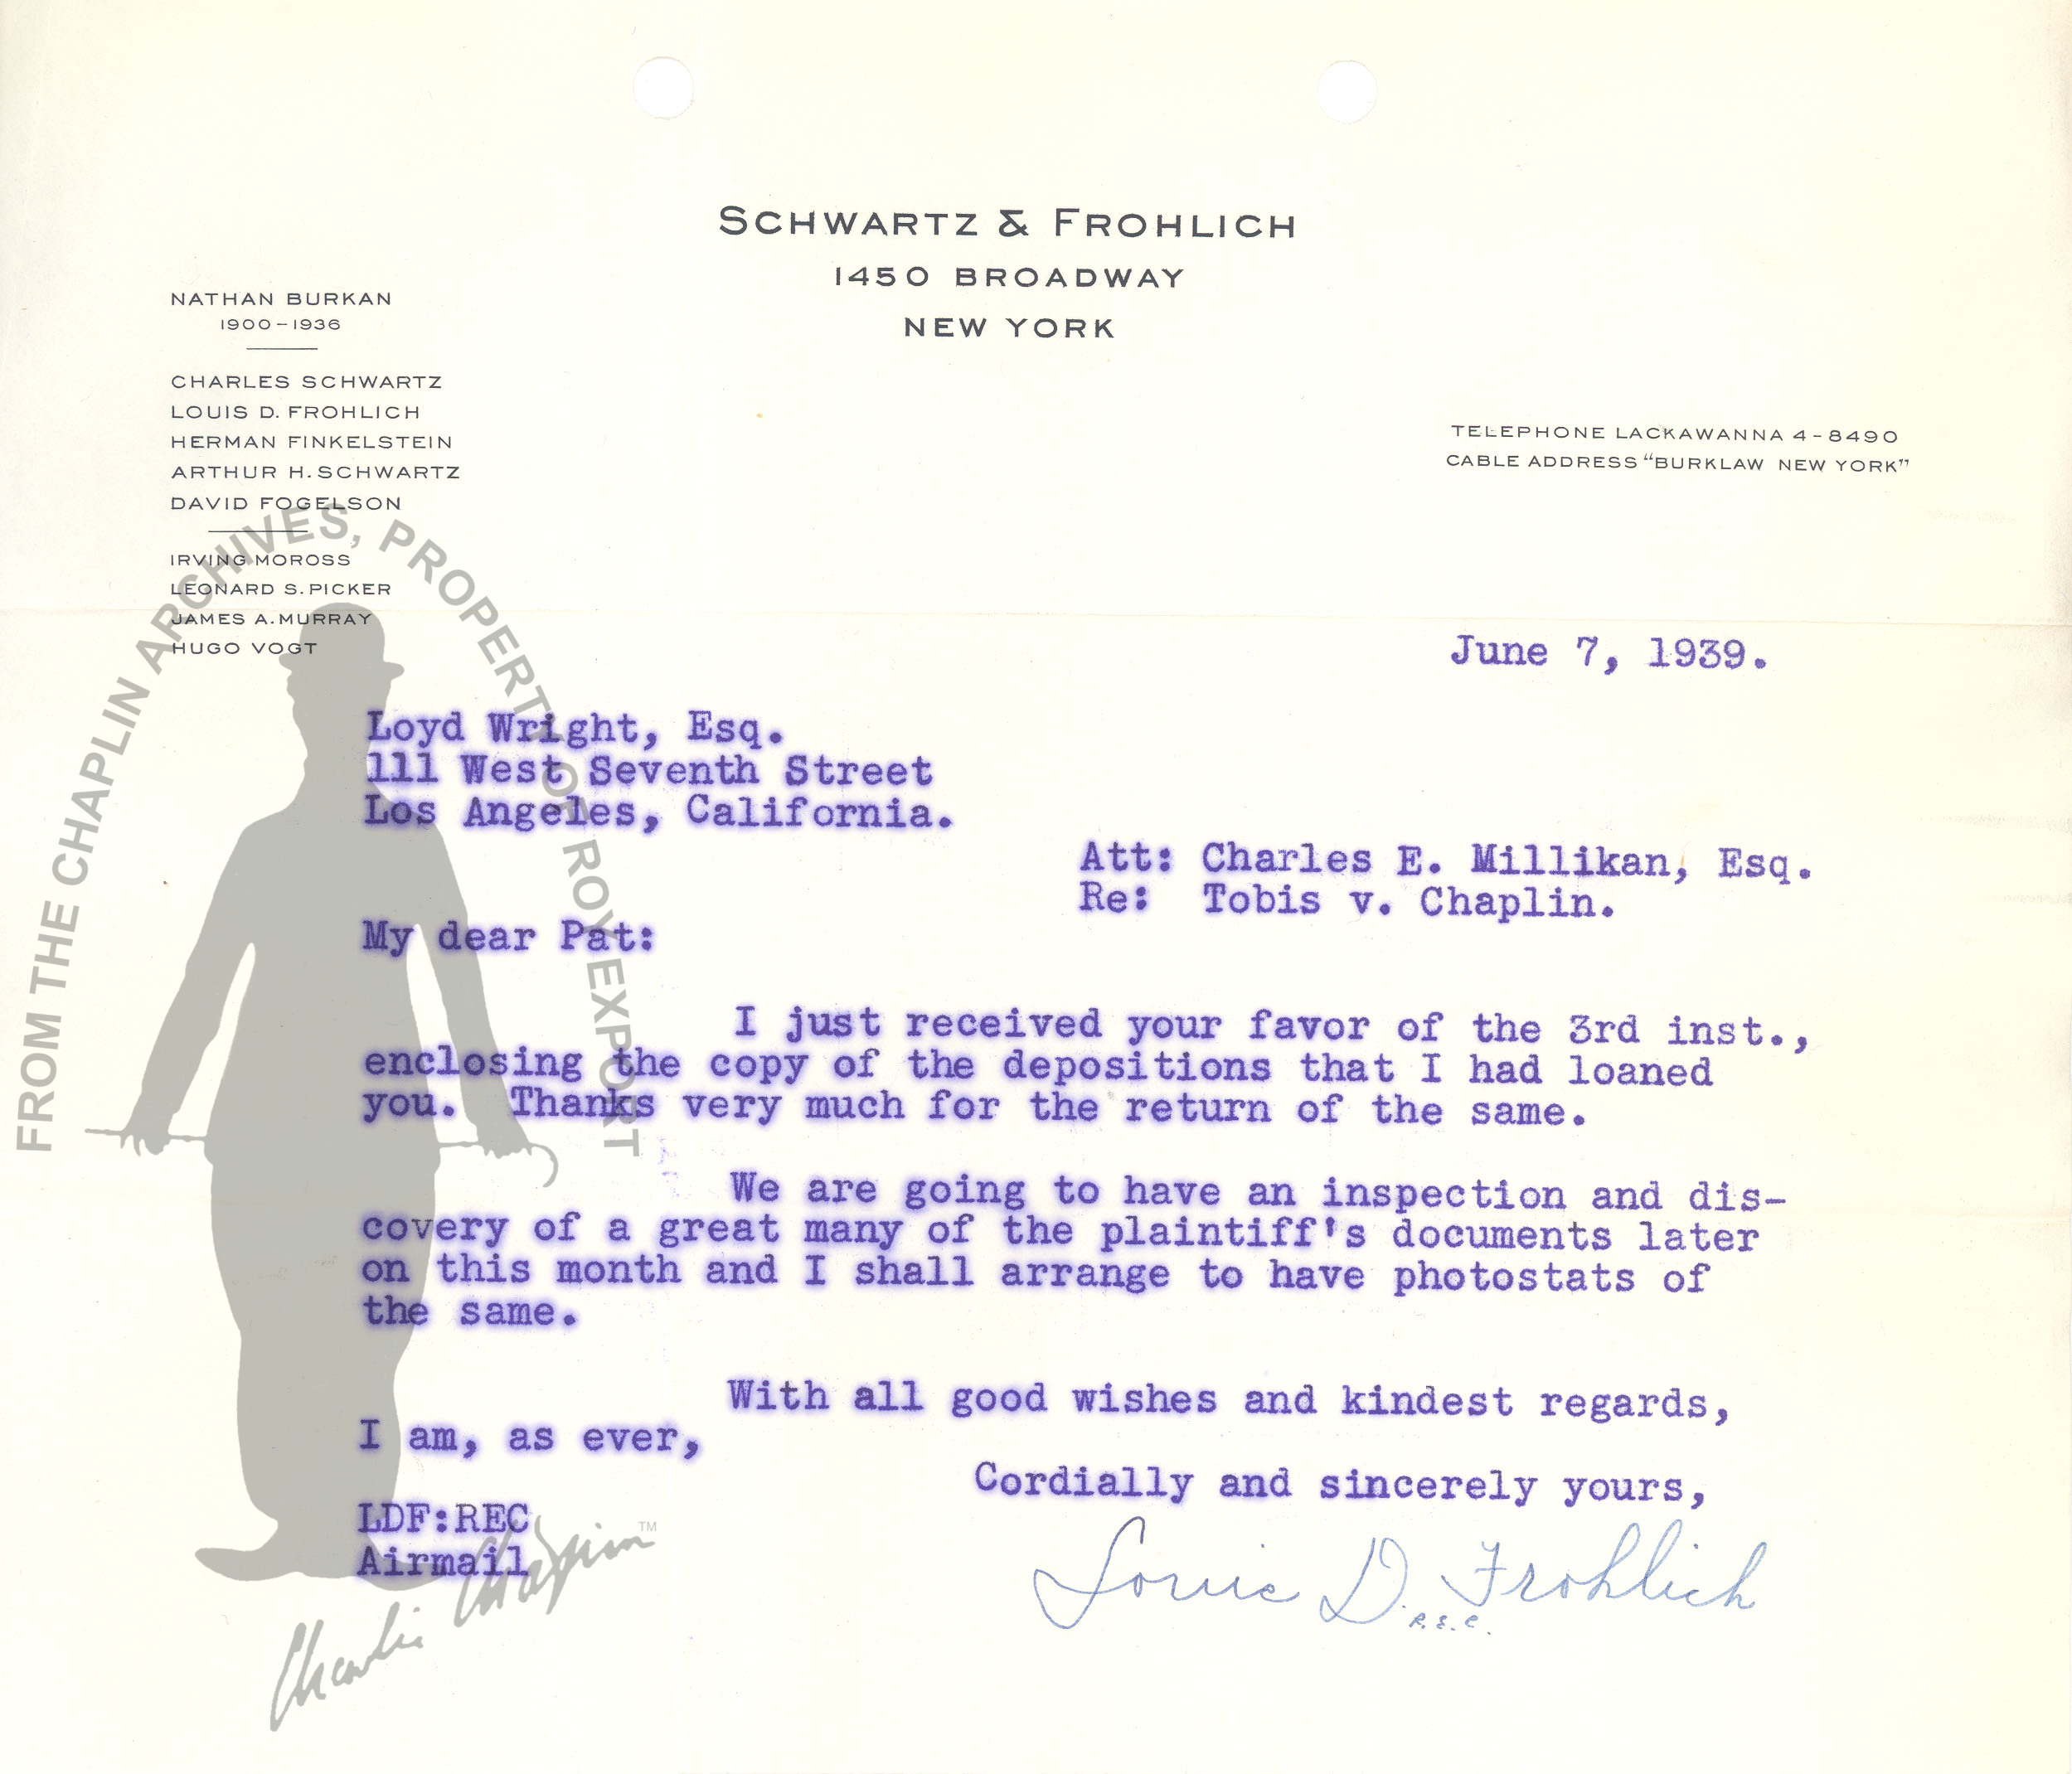 SCHWARTZ & FROHLICH
1450 BROADWAY
NEW YORK
NATHAN BURKAN
1900-1936
CHARLES SCHWARTZ
LOUIS D. FROHLICH
HERMAN FINKELSTEIN
ARTHUR H. SCHWARTZ
DAVID FOGELSON
IRVING MOROSS
LEONARD S. PICKER
JAMES A. MURRAY
HUGO VOGT
TELEPHONE LACKAWANNA 4-8490
CABLE ADDRESS "BURKLAW NEW YORK"
June 7, 1939.
Loyd Wright, Esq.
111 West Seventh Street
Los Angeles, California.
Att: Charles E. Millikan, Esq.
Re: Tobis v. Chaplin.
My dear Pat:
I just received your favor of the 3rd inst.,
enclosing the copy of the depositions that I had loaned
you. Thanks very much for the return of the same.
We are going to have an inspection and dis-
covery of a great many of the plaintiff's documents later
on this month and I shall arrange to have photostats of
the same.
With all good wishes and kindest regards,
I am, as ever,
Cordially and sincerely yours,
LDF:REC
Airmail
Louis D. Frohlich
R.E.C.
FROM THE CHAPLIN ARCHIVES, PROPERTY OF ROY EXPORT
Charlie Chaplin™